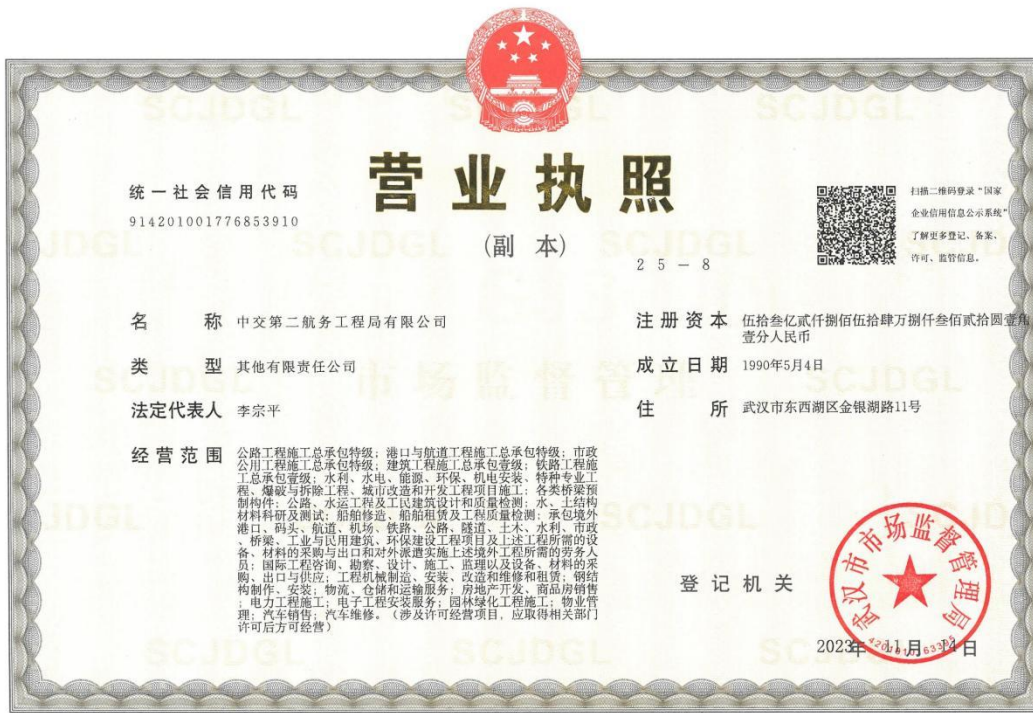 营业执照
(副 本)
25-8
统一社会信用代码
914201001776853910
扫描二维码登录“国家
企业信用信息公示系统”
了解更多登记、备案、
许可、监管信息。
名 称 中交第二航务工程局有限公司
类 型 其他有限责任公司
法定代表人 李宗平
经营范围 公路工程施工总承包特级；港口与航道工程施工总承包特级；市政
公用工程施工总承包特级；建筑工程施工总承包壹级；铁路工程施
工总承包壹级；水利、水电、能源、环保、机电安装、特种专业工
程、爆破与拆除工程、城市改造和开发工程项目施工；各类桥梁预
制构件；公路、水运工程及工民建筑设计和质量检测；水、土结构
材料科研及测试；船舶修造、船舶租赁及工程质量检测；承包境外
港口、码头、航道、机场、铁路、公路、隧道、土木、水利、市政
、桥梁、工业与民用建筑、环保建设工程项目及上述工程所需的设
备、材料的采购与出口和对外派遣实施上述境外工程所需的劳务人
员；国际工程咨询、勘察、设计、施工、监理以及设备、材料的采
购、出口与供应；工程机械制造、安装、改造和维修和租赁；钢结
构制作、安装；物流、仓储和运输服务；房地产开发、商品房销售
；电力工程施工；电子工程安装服务；园林绿化工程施工；物业管
理；汽车销售；汽车维修。（涉及许可经营项目，应取得相关部门
许可后方可经营）
注册资本 伍拾叁亿贰仟捌佰伍拾肆万捌仟叁佰贰拾圆壹角
壹分人民币
成立日期 1990年5月4日
住 所 武汉市东西湖区金银湖路11号
登记机关
武汉市市场监督管理局
2023年 11月 14日
SCJDGL
市场监督管理